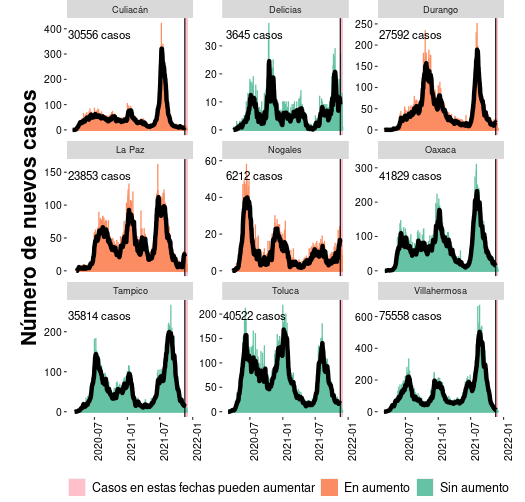 Número de nuevos casos
Culiacán
Delicias
Durango
30556 casos
3645 casos
27592 casos
400
300
200
100
0
30
20
10
0
250
200
150
100
50
0
La Paz
Nogales
Oaxaca
23853 casos
6212 casos
41829 casos
150
100
50
0
60
40
20
0
300
200
100
0
Tampico
Toluca
Villahermosa
35814 casos
40522 casos
75558 casos
200
100
0
200
150
100
50
0
600
400
200
0
2020-07
2021-01
2021-07
2022-01
2020-07
2021-01
2021-07
2022-01
2020-07
2021-01
2021-07
2022-01
Casos en estas fechas pueden aumentar
En aumento
Sin aumento